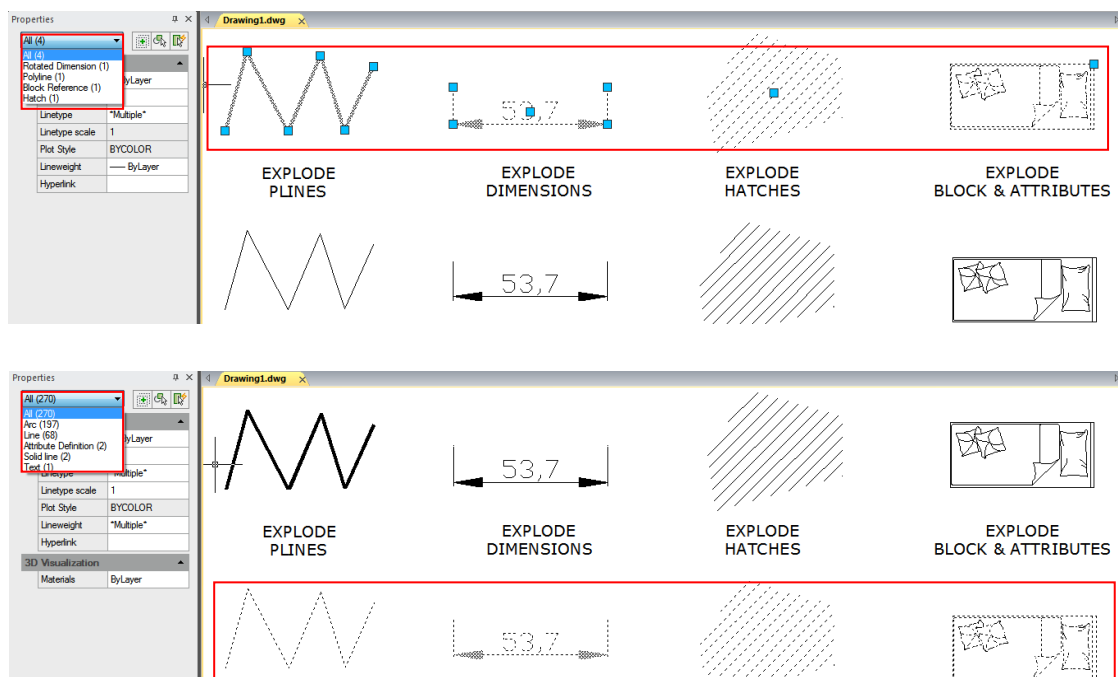 Properties
Drawing1.dwg
All (4)
All (4)
Rotated Dimension (1)
Polyline (1)
Block Reference (1)
Hatch (1)
Linetype *Multiple*
Linetype scale 1
Plot Style BYCOLOR
Lineweight ByLayer
Hyperlink
53,7
EXPLODE
PLINES
EXPLODE
DIMENSIONS
EXPLODE
HATCHES
EXPLODE
BLOCK & ATTRIBUTES
53,7
Properties
Drawing1.dwg
All (270)
All (270)
Arc (197)
Line (68)
Attribute Definition (2)
Solid line (2)
Text (1)
Linetype scale 1
Plot Style BYCOLOR
Lineweight *Multiple*
Hyperlink
3D Visualization
Materials ByLayer
53,7
EXPLODE
PLINES
EXPLODE
DIMENSIONS
EXPLODE
HATCHES
EXPLODE
BLOCK & ATTRIBUTES
53,7